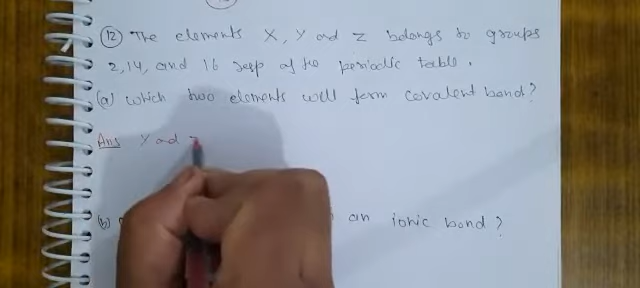 (12) The elements X, Y and Z belongs to groups
2, 14, and 16 resp of the periodic table.
(a) which two elements will form covalent bond?
Ans Y and Z
(b) an ionic bond?